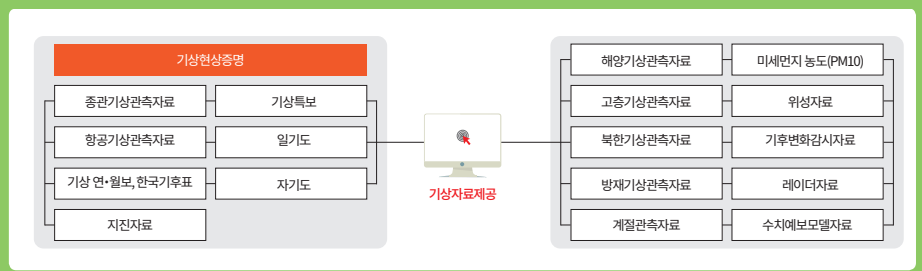 기상현상증명
종관기상관측자료
기상특보
항공기상관측자료
일기도
기상 연·월보, 한국기후표
자기도
지진자료
기상자료제공
해양기상관측자료
미세먼지 농도(PM10)
고층기상관측자료
위성자료
북한기상관측자료
기후변화감시자료
방재기상관측자료
레이더자료
계절관측자료
수치예보모델자료